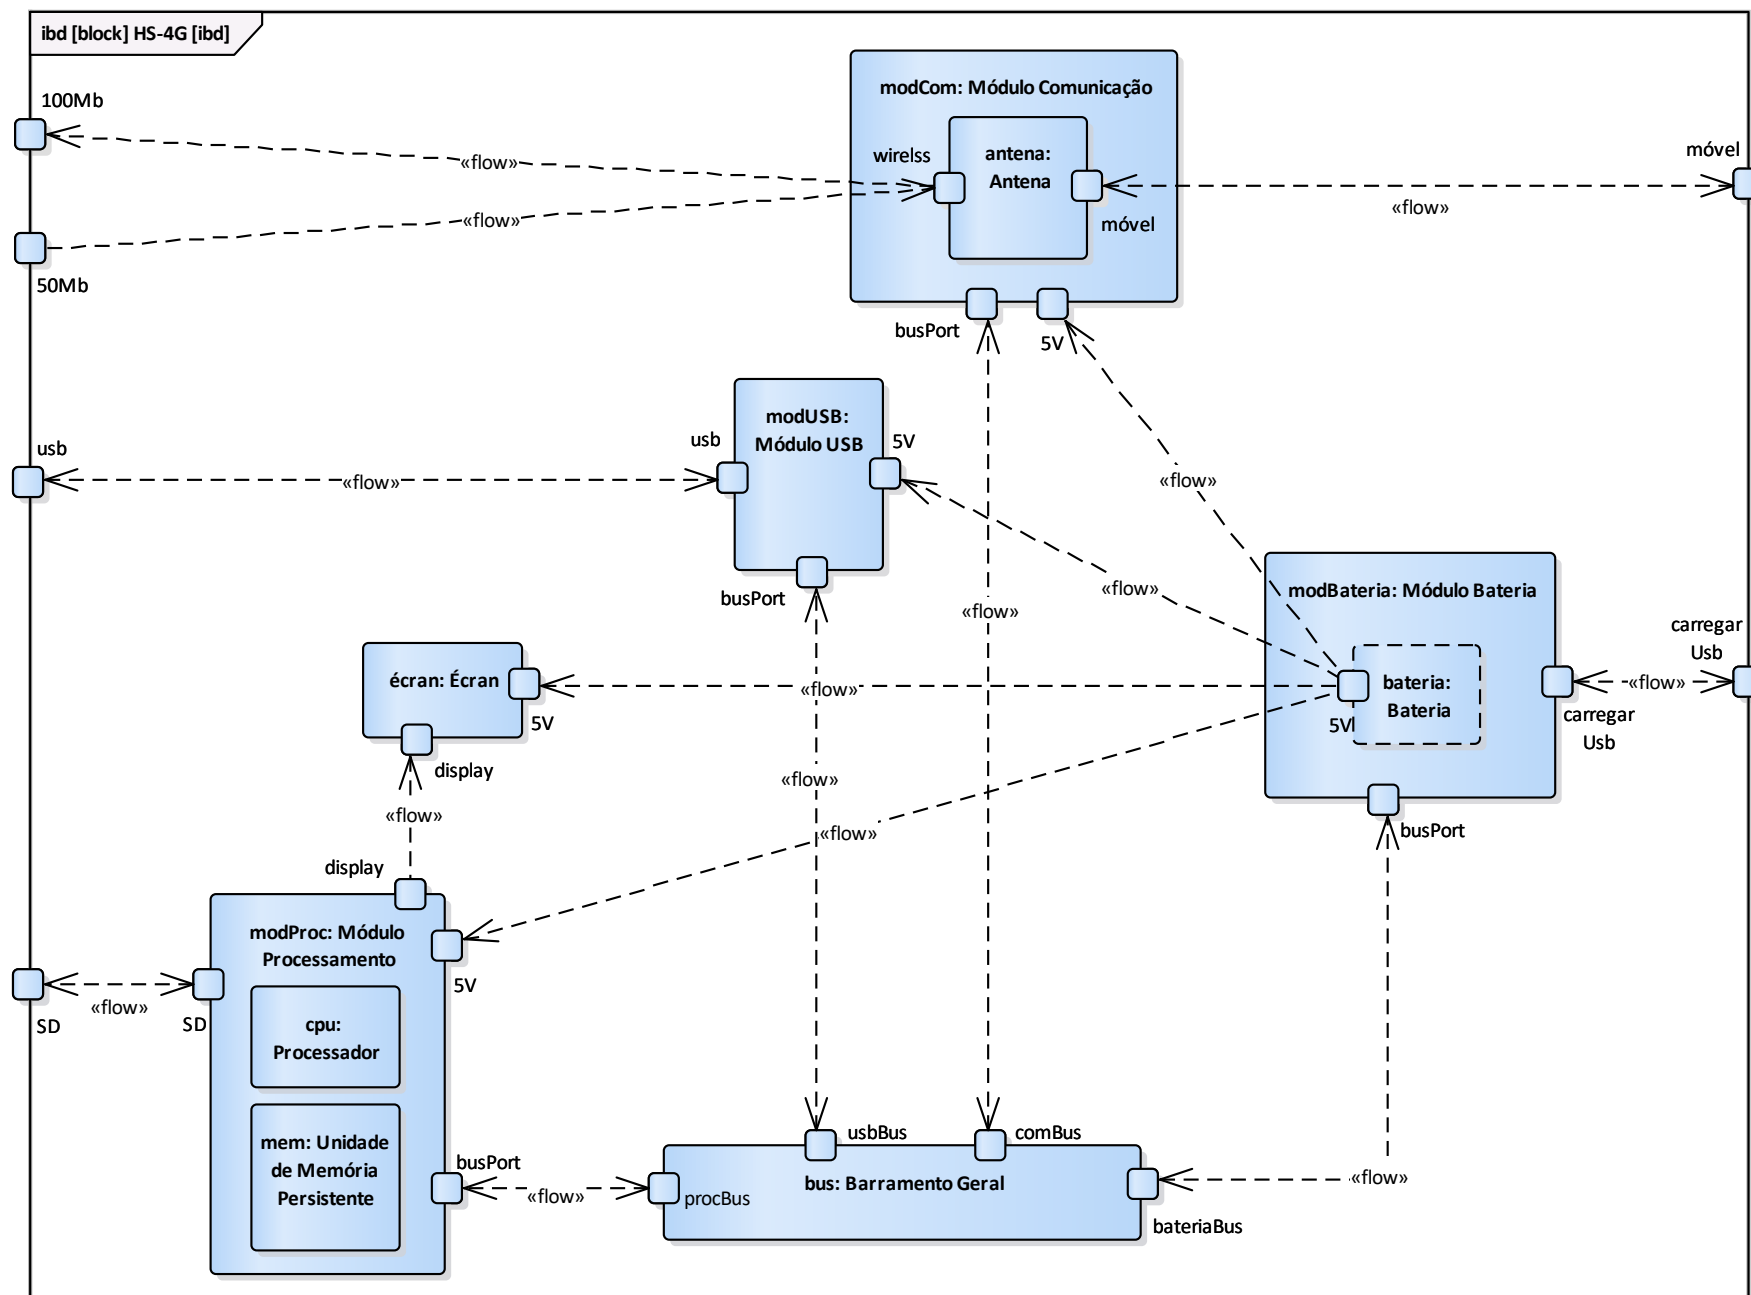 ibd [block] HS-4G [ibd]
100Mb
modCom: Módulo Comunicação
wirelss
antena:
Antena
móvel
móvel
«flow»
«flow»
«flow»
50Mb
busPort
5V
usb
«flow»
usb
modUSB:
Módulo USB
5V
busPort
«flow»
«flow»
«flow»
modBateria: Módulo Bateria
bateria:
Bateria
5V
carregar
Usb
«flow»
carregar
Usb
busPort
écran: Écran
5V
display
«flow»
«flow»
«flow»
«flow»
display
modProc: Módulo
Processamento
5V
SD
«flow»
SD
cpu:
Processador
mem: Unidade
de Memória
Persistente
busPort
«flow»
procBus
usbBus
comBus
bus: Barramento Geral
bateriaBus
«flow»